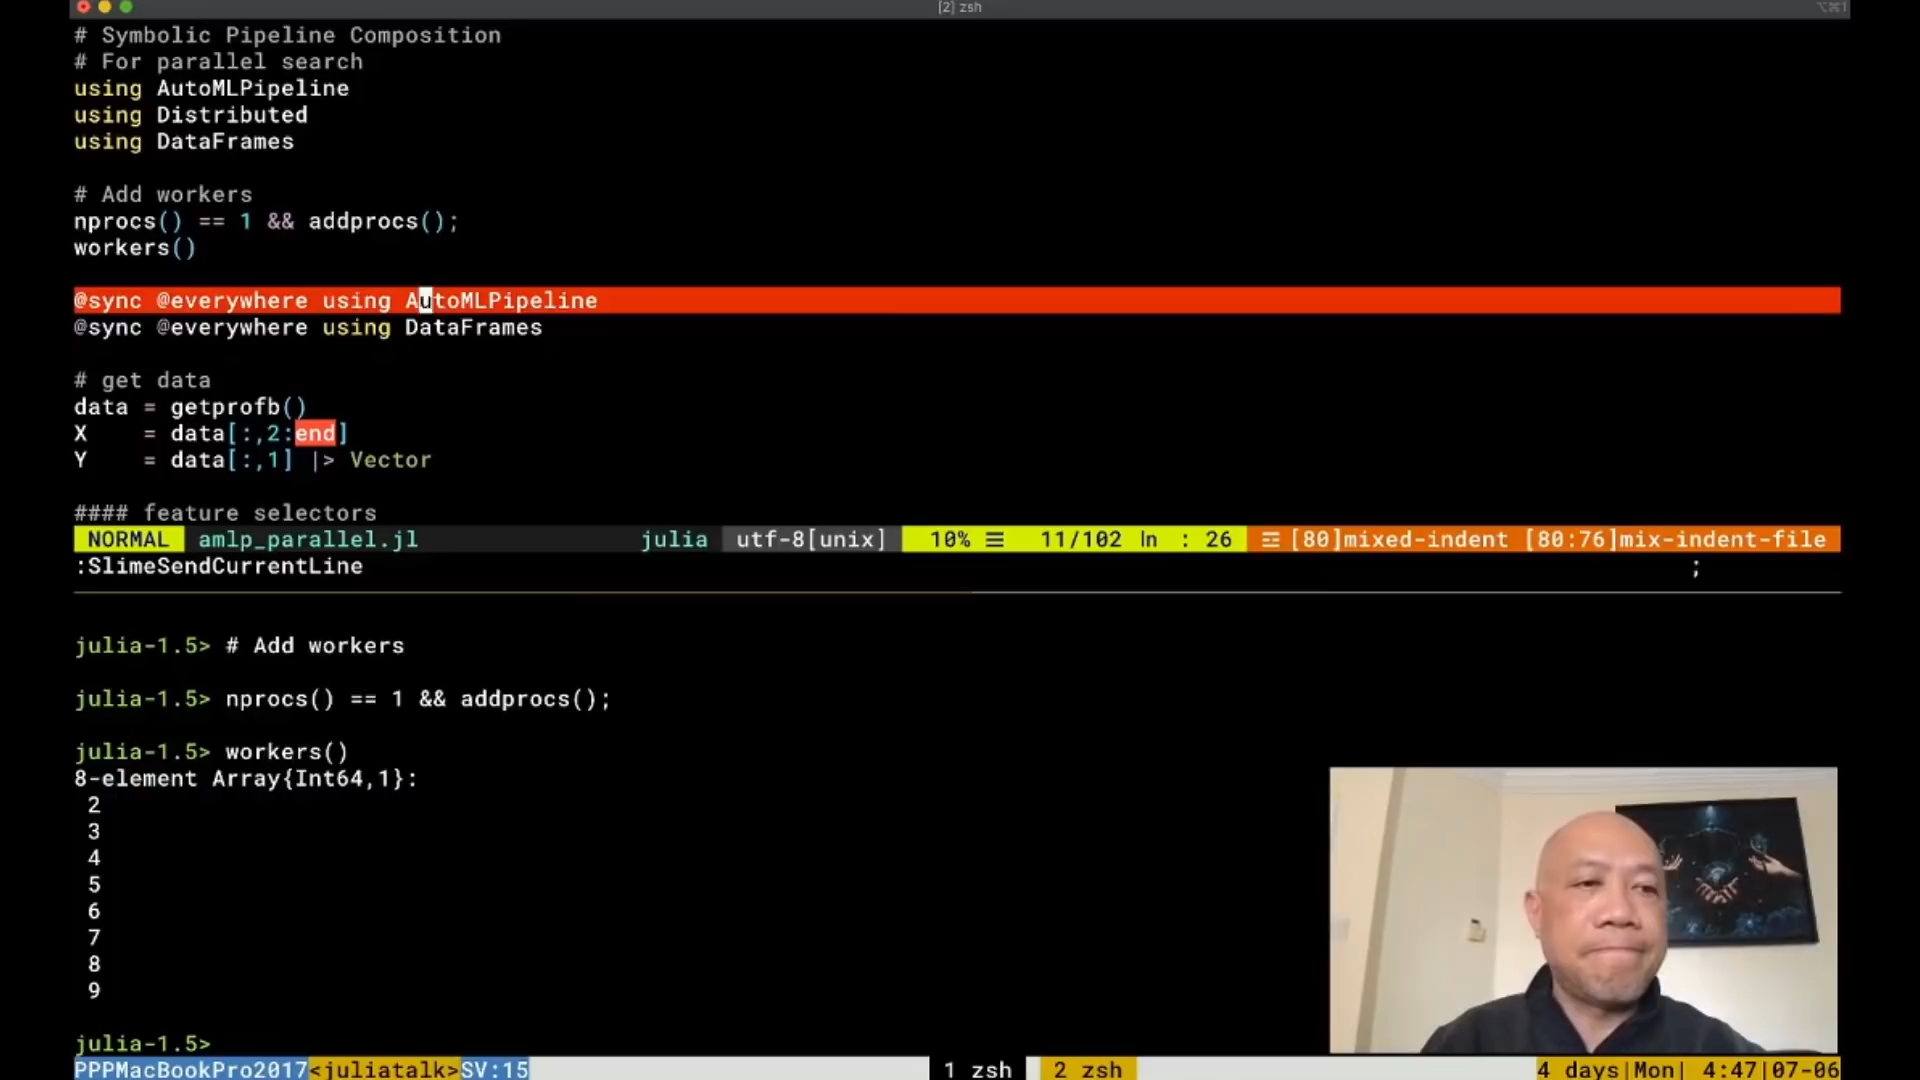 [2] zsh
⌥⌘1
# Symbolic Pipeline Composition
# For parallel search
using AutoMLPipeline
using Distributed
using DataFrames
# Add workers
nprocs() == 1 && addprocs();
workers()
@sync @everywhere using AutoMLPipeline
@sync @everywhere using DataFrames
# get data
data = getprofb()
X    = data[:,2:end]
Y    = data[:,1] |> Vector
#### feature selectors
NORMAL amlp_parallel.jl julia utf-8[unix] 10% ☰ 11/102 ln : 26 ☲ [80]mixed-indent [80:76]mix-indent-file
:SlimeSendCurrentLine ;
julia-1.5> # Add workers
julia-1.5> nprocs() == 1 && addprocs();
julia-1.5> workers()
8-element Array{Int64,1}:
2
3
4
5
6
7
8
9
julia-1.5>
PPPMacBookPro2017 <juliatalk> SV:15 1 zsh 2 zsh 4 days|Mon| 4:47|07-06